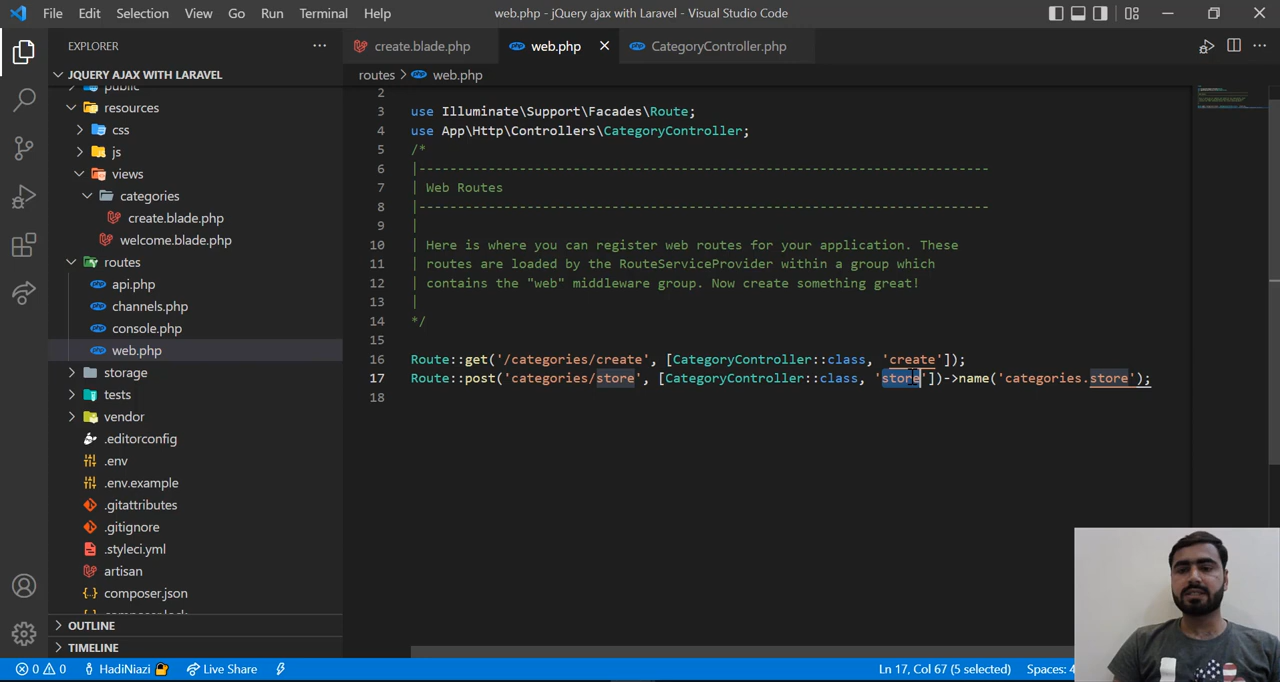 File Edit Selection View Go Run Terminal Help
web.php - jQuery ajax with Laravel - Visual Studio Code
EXPLORER
JQUERY AJAX WITH LARAVEL
public
resources
css
js
views
categories
create.blade.php
welcome.blade.php
routes
api.php
channels.php
console.php
web.php
storage
tests
vendor
.editorconfig
.env
.env.example
.gitattributes
.gitignore
.styleci.yml
artisan
composer.json
composer.lock
OUTLINE
TIMELINE
create.blade.php web.php CategoryController.php
routes > web.php
2
3 use Illuminate\Support\Facades\Route;
4 use App\Http\Controllers\CategoryController;
5 /*
6 |--------------------------------------------------------------------------
7 | Web Routes
8 |--------------------------------------------------------------------------
9 |
10 | Here is where you can register web routes for your application. These
11 | routes are loaded by the RouteServiceProvider within a group which
12 | contains the "web" middleware group. Now create something great!
13 |
14 */
15
16 Route::get('/categories/create', [CategoryController::class, 'create']);
17 Route::post('categories/store', [CategoryController::class, 'store'])->name('categories.store');
18
0 0 HadiNiazi Live Share Ln 17, Col 67 (5 selected) Spaces: 4